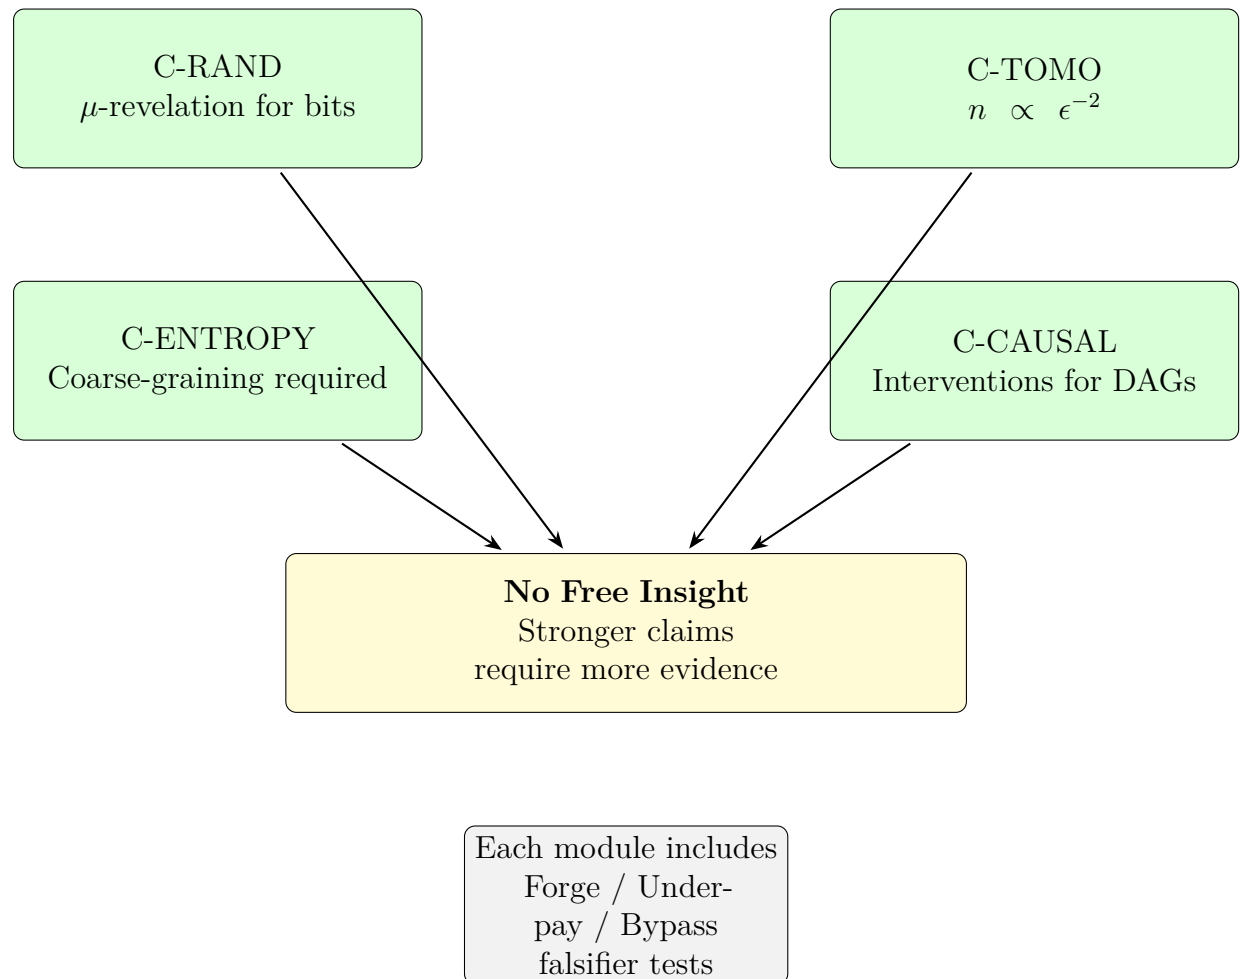 C-RAND
μ-revelation for bits
C-TOMO
n ∝ ϵ⁻²
C-ENTROPY
Coarse-graining required
C-CAUSAL
Interventions for DAGs
No Free Insight
Stronger claims
require more evidence
Each module includes
Forge / Under-
pay / Bypass
falsifier tests